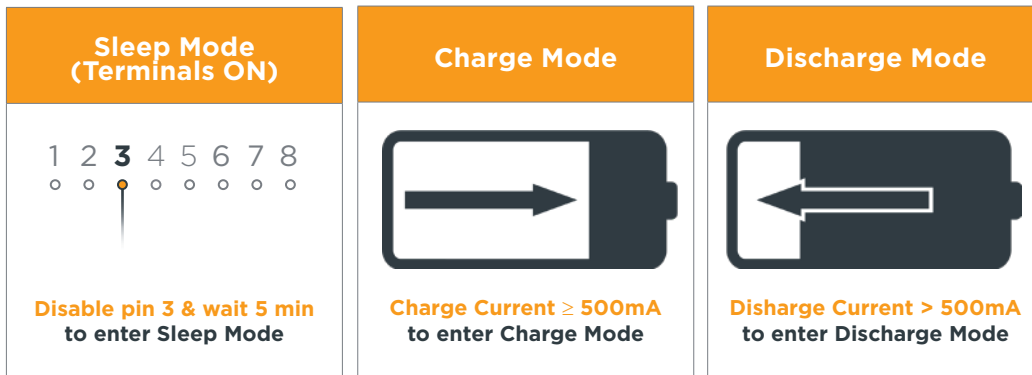 Sleep Mode
(Terminals ON)
1 2 3 4 5 6 7 8
Disable pin 3 & wait 5 min
to enter Sleep Mode
Charge Mode
Charge Current ≥ 500mA
to enter Charge Mode
Discharge Mode
Disharge Current > 500mA
to enter Discharge Mode